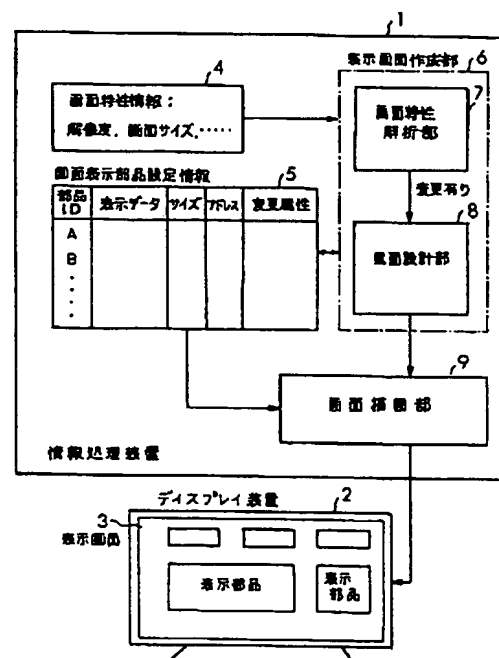 1
表示画面作成部 6
4
画面特性情報：
解像度，画面サイズ，‥‥‥
7
画面特性
解析部
変更有り
画面表示部品設定情報
5
部品
ID
表示データ
サイズ
アドレス
変更属性
A
B
・
・
・
・
8
画面設計部
9
画面描画部
情報処理装置
ディスプレイ装置
2
3
表示画面
表示部品
表示
部品